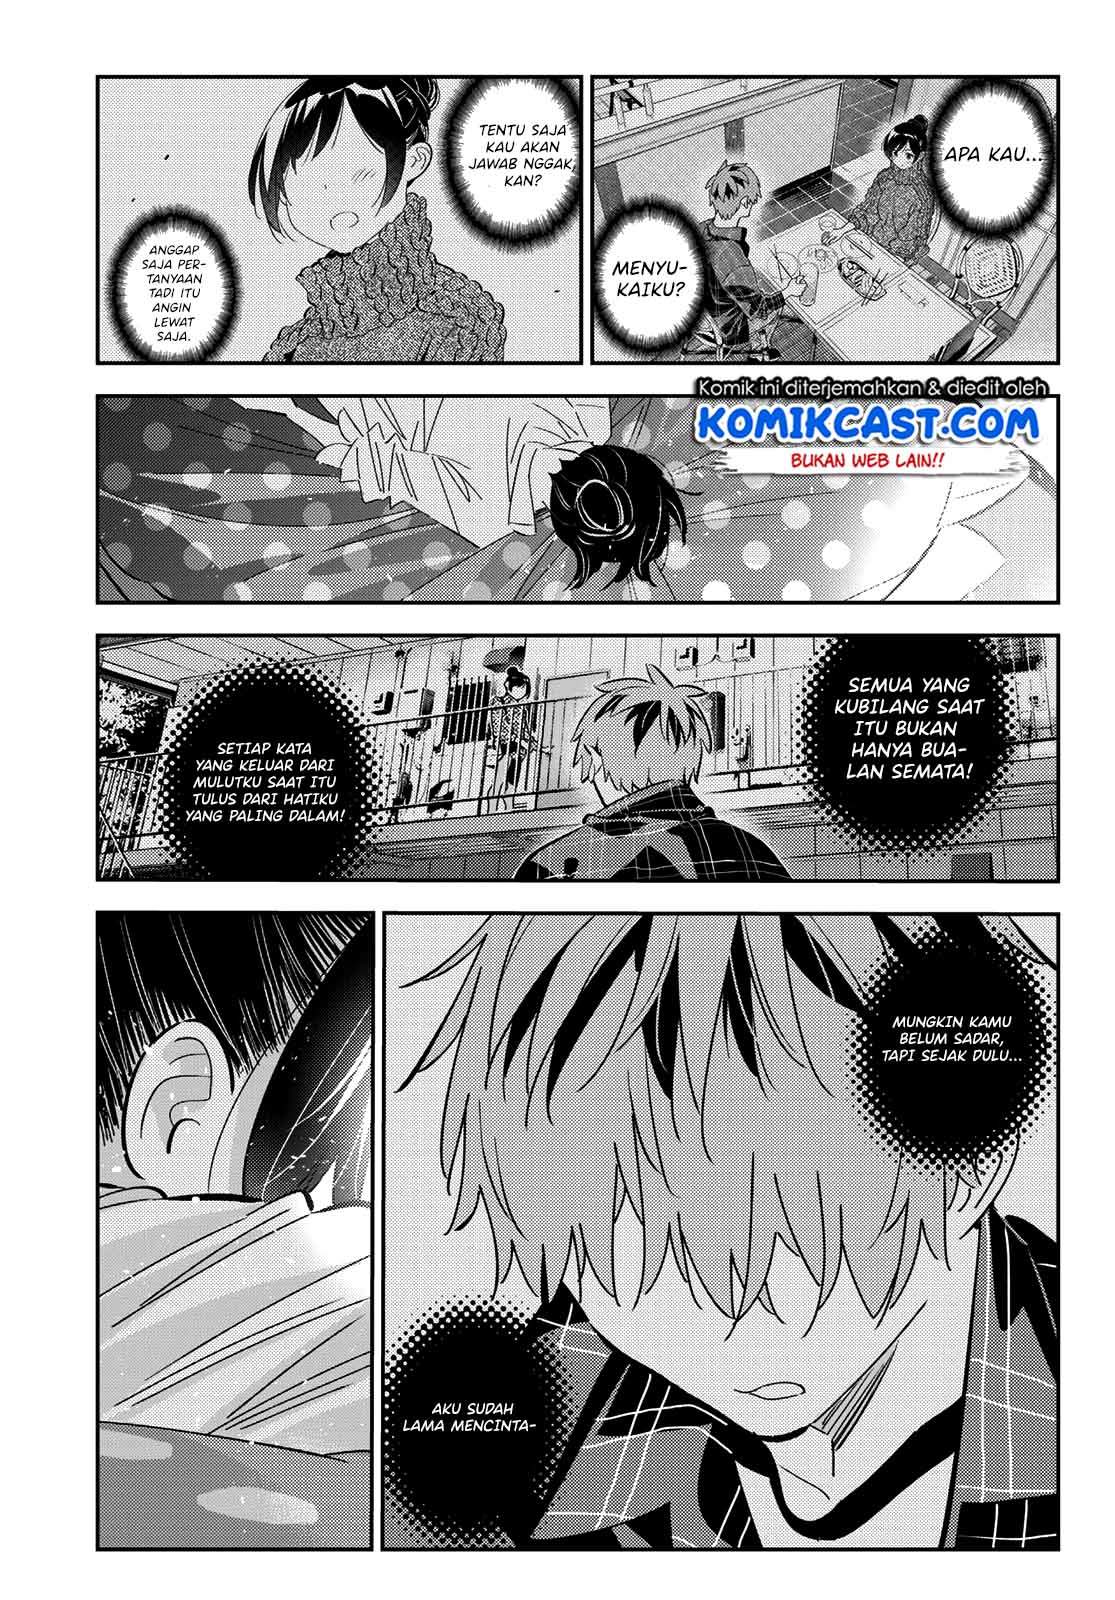 APA KAU...
MENYU-
KAIKU?
TENTU SAJA
KAU AKAN
JAWAB NGGAK,
KAN?
ANGGAP
SAJA PER-
TANYAAN
TADI ITU
ANGIN
LEWAT
SAJA.
Komik ini diterjemahkan & diedit oleh
KOMIKCAST.COM
BUKAN WEB LAIN!!
SEMUA YANG
KUBILANG SAAT
ITU BUKAN
HANYA BUA-
LAN SEMATA!
SETIAP KATA
YANG KELUAR DARI
MULUTKU SAAT ITU
TULUS DARI HATIKU
YANG PALING DALAM!
MUNGKIN KAMU
BELUM SADAR,
TAPI SEJAK DULU...
AKU SUDAH
LAMA MENCINTA-